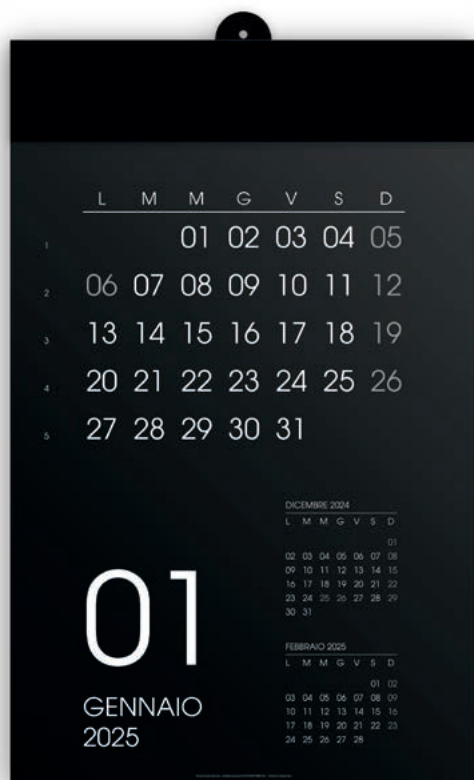 L M M G V S D
1 01 02 03 04 05
2 06 07 08 09 10 11 12
3 13 14 15 16 17 18 19
4 20 21 22 23 24 25 26
5 27 28 29 30 31
DICEMBRE 2024
L M M G V S D
01
02 03 04 05 06 07 08
09 10 11 12 13 14 15
16 17 18 19 20 21 22
23 24 25 26 27 28 29
30 31
01
GENNAIO
2025
FEBBRAIO 2025
L M M G V S D
01 02
03 04 05 06 07 08 09
10 11 12 13 14 15 16
17 18 19 20 21 22 23
24 25 26 27 28